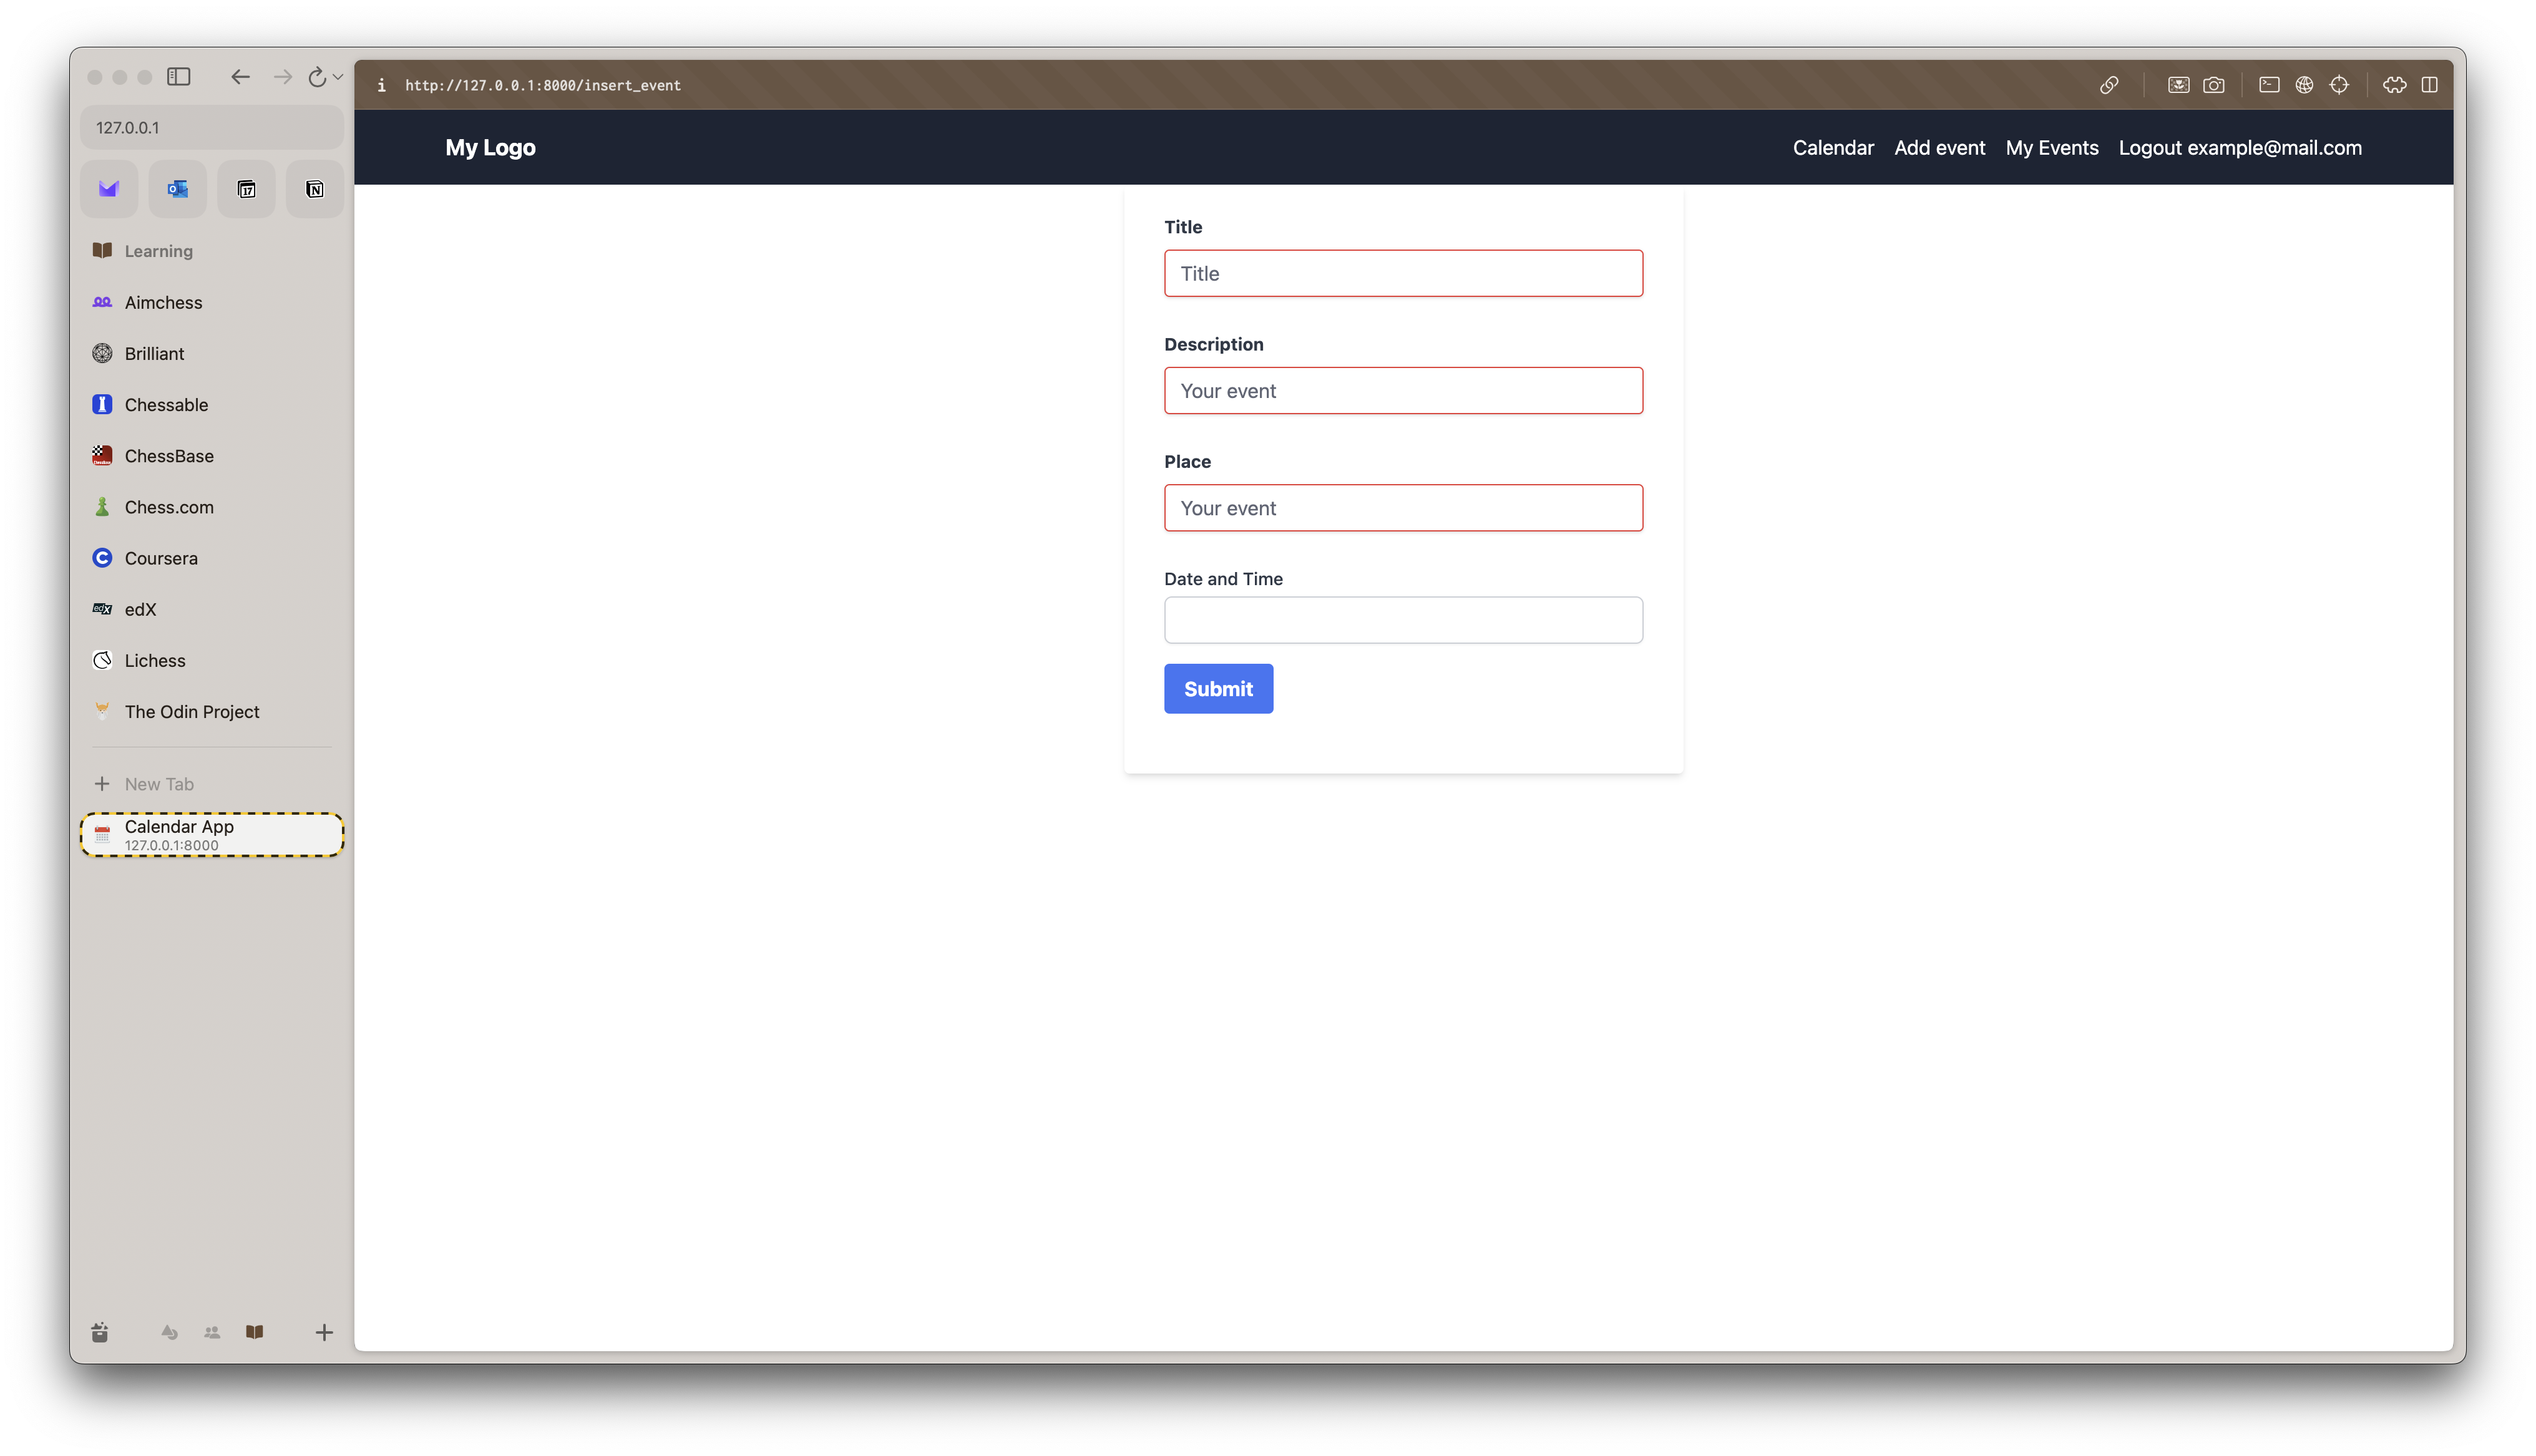 http://127.0.0.1:8000/insert_event
127.0.0.1
My Logo
Calendar Add event My Events Logout example@mail.com
17
Learning
Aimchess
Brilliant
Chessable
ChessBase
Chess.com
Coursera
edX
Lichess
The Odin Project
New Tab
Calendar App
127.0.0.1:8000
Title
Title
Description
Your event
Place
Your event
Date and Time
Submit